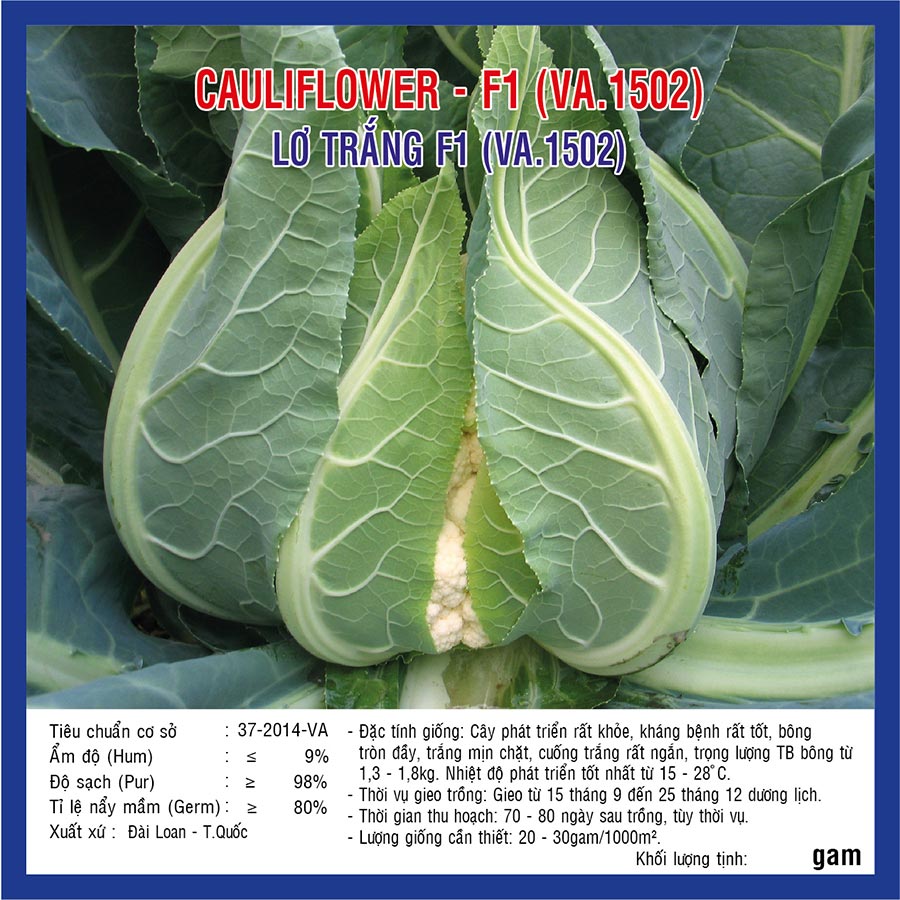 CAULIFLOWER - F1 (VA.1502)
LƠ TRẮNG F1 (VA.1502)
Tiêu chuẩn cơ sở : 37-2014-VA
Ẩm độ (Hum) : ≤ 9%
Độ sạch (Pur) : ≥ 98%
Tỉ lệ nẩy mầm (Germ) : ≥ 80%
Xuất xứ : Đài Loan - T.Quốc
- Đặc tính giống: Cây phát triển rất khỏe, kháng bệnh rất tốt, bông
tròn đầy, trắng mịn chặt, cuống trắng rất ngắn, trọng lượng TB bông từ
1,3 - 1,8kg. Nhiệt độ phát triển tốt nhất từ 15 - 28°C.
- Thời vụ gieo trồng: Gieo từ 15 tháng 9 đến 25 tháng 12 dương lịch.
- Thời gian thu hoạch: 70 - 80 ngày sau trồng, tùy thời vụ.
- Lượng giống cần thiết: 20 - 30gam/1000m².
Khối lượng tịnh: gam